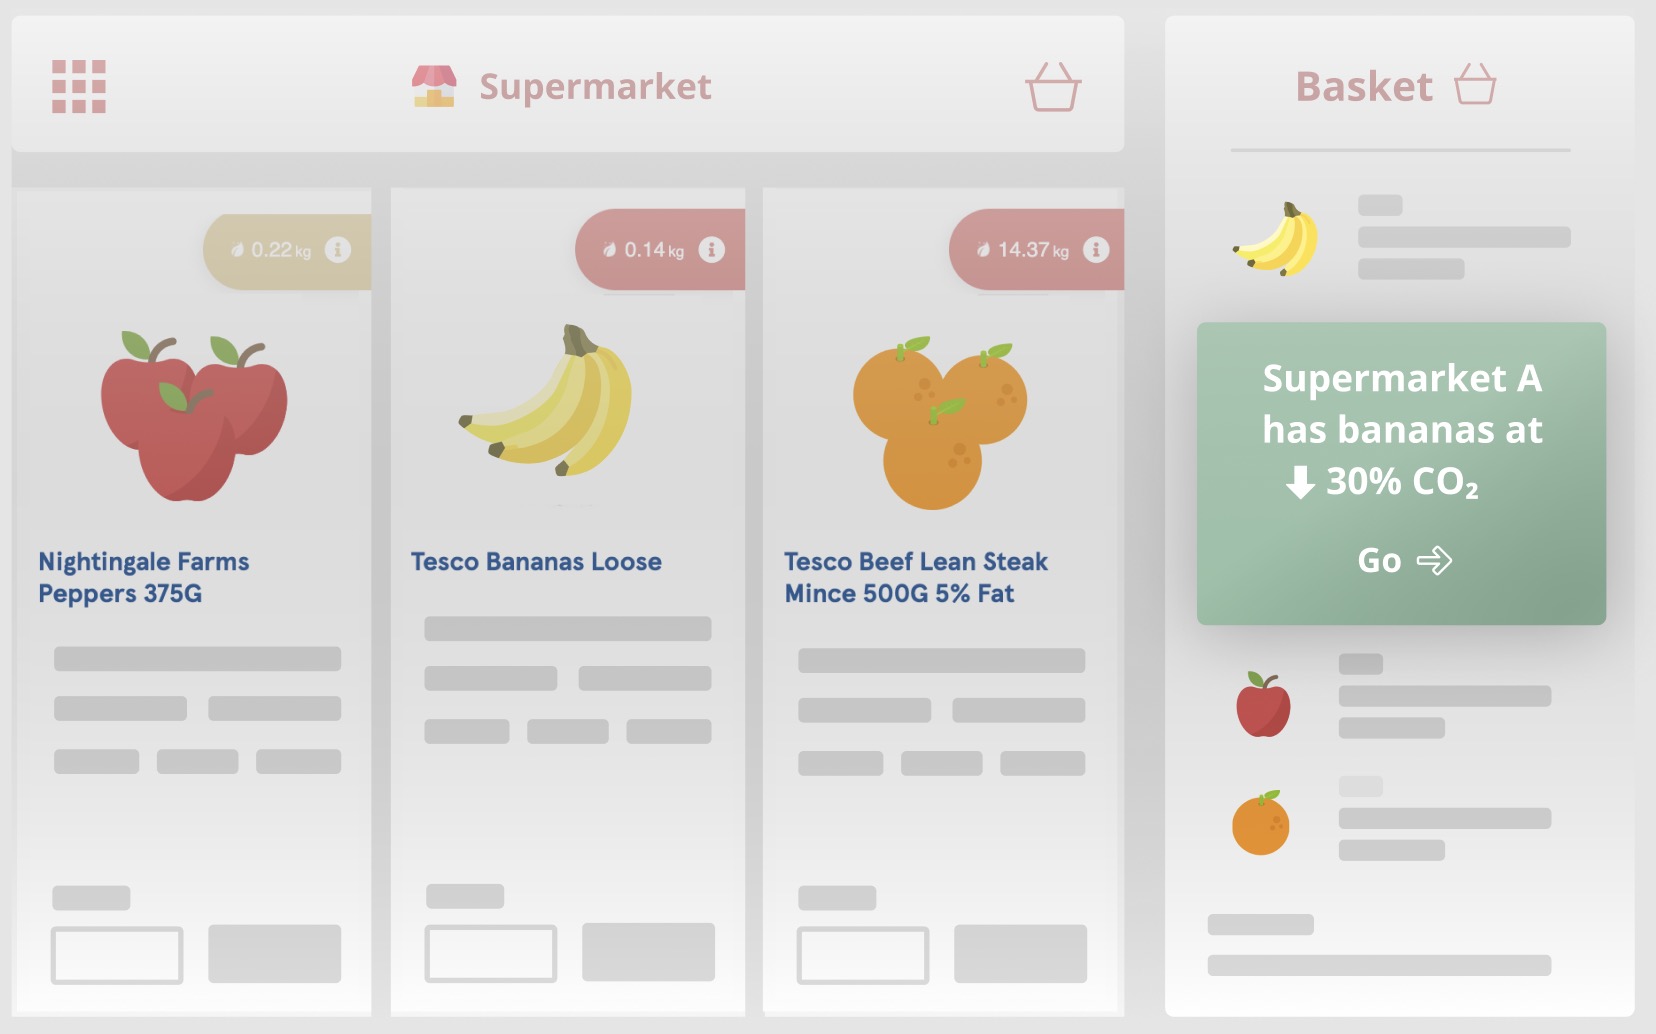 Supermarket
Basket
0.22 kg
0.14 kg
14.37 kg
Nightingale Farms
Peppers 375G
Tesco Bananas Loose
Tesco Beef Lean Steak
Mince 500G 5% Fat
Supermarket A
has bananas at
30% CO₂
Go